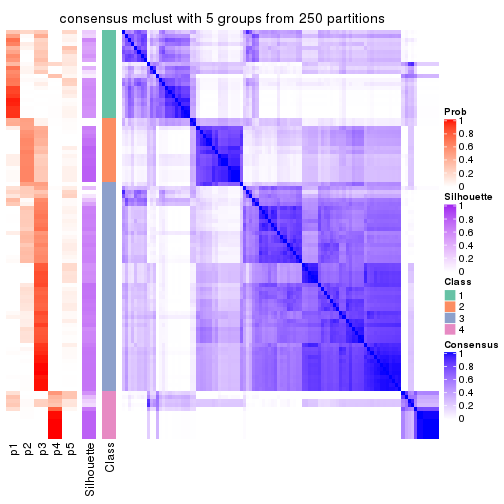 consensus mclust with 5 groups from 250 partitions
Prob
1
0.8
0.6
0.4
0.2
0
Silhouette
1
0.8
0.6
0.4
0.2
0
Class
1
2
3
4
Consensus
1
0.8
0.6
0.4
0.2
0
p1
p2
p3
p4
p5
Silhouette
Class